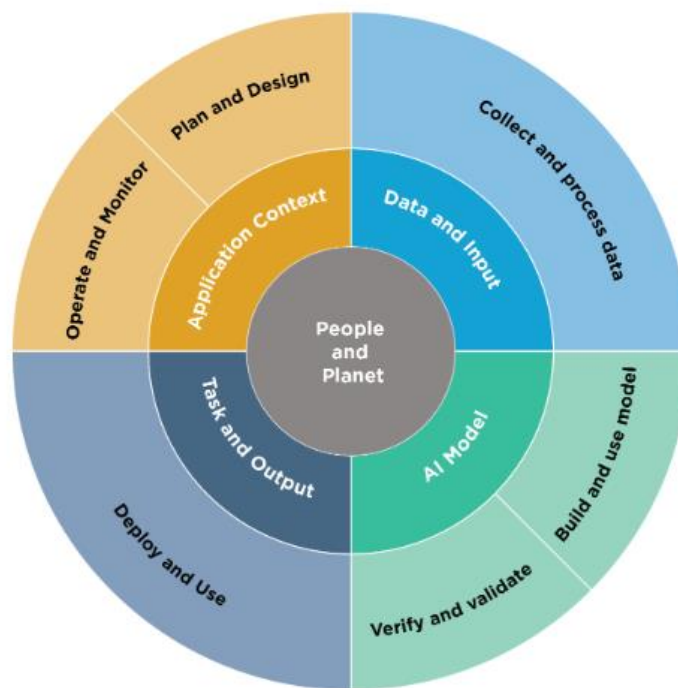 Plan and Design
Collect and process data
Operate and Monitor
Application Context
Data and Input
People
and
Planet
Task and Output
AI Model
Build and use model
Deploy and Use
Verify and validate